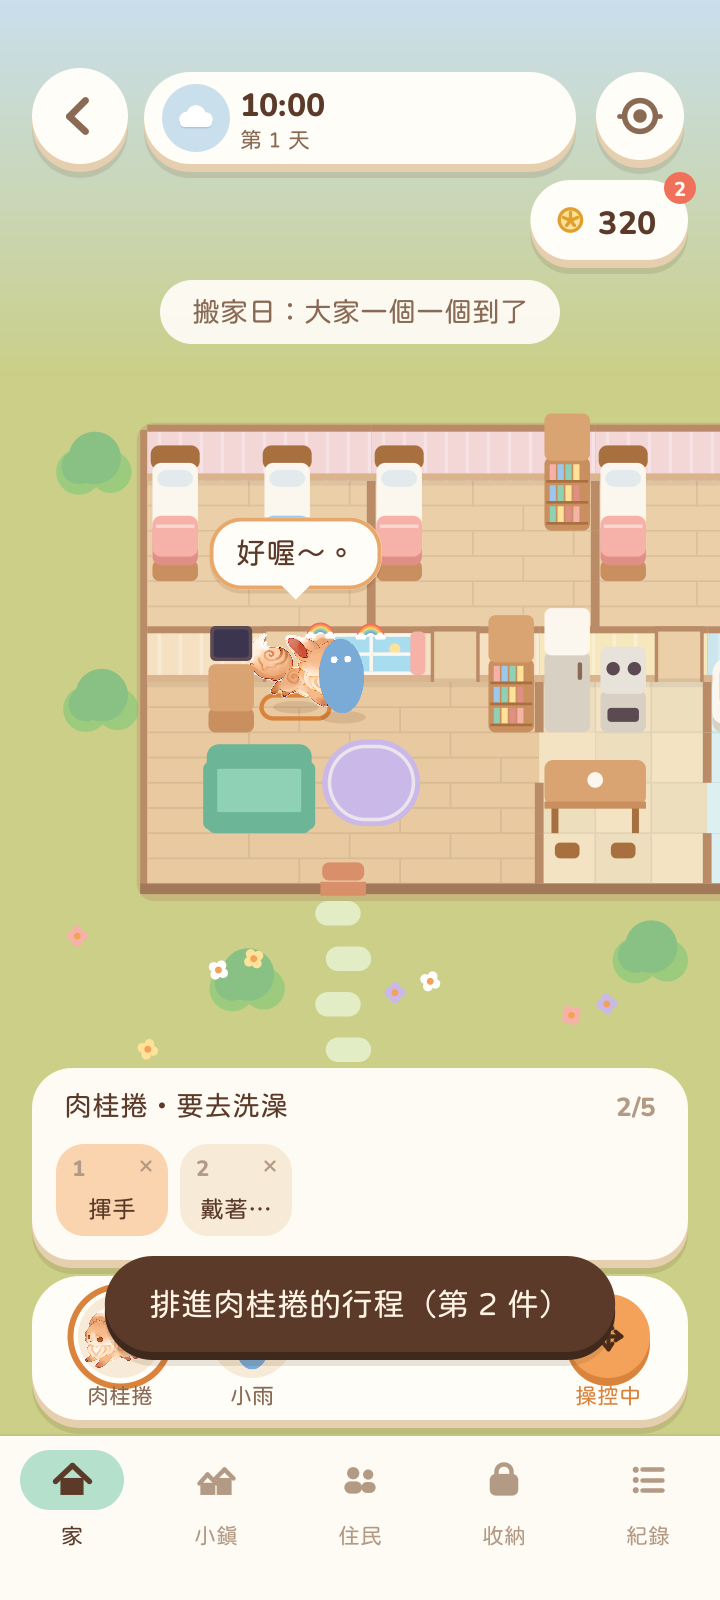 10:00
第 1 天
2
320
搬家日：大家一個一個到了
好喔～。
肉桂捲・要去洗澡
2/5
1 ×
揮手
2 ×
戴著…
排進肉桂捲的行程（第 2 件）
肉桂捲
小雨
操控中
家
小鎮
住民
收納
紀錄